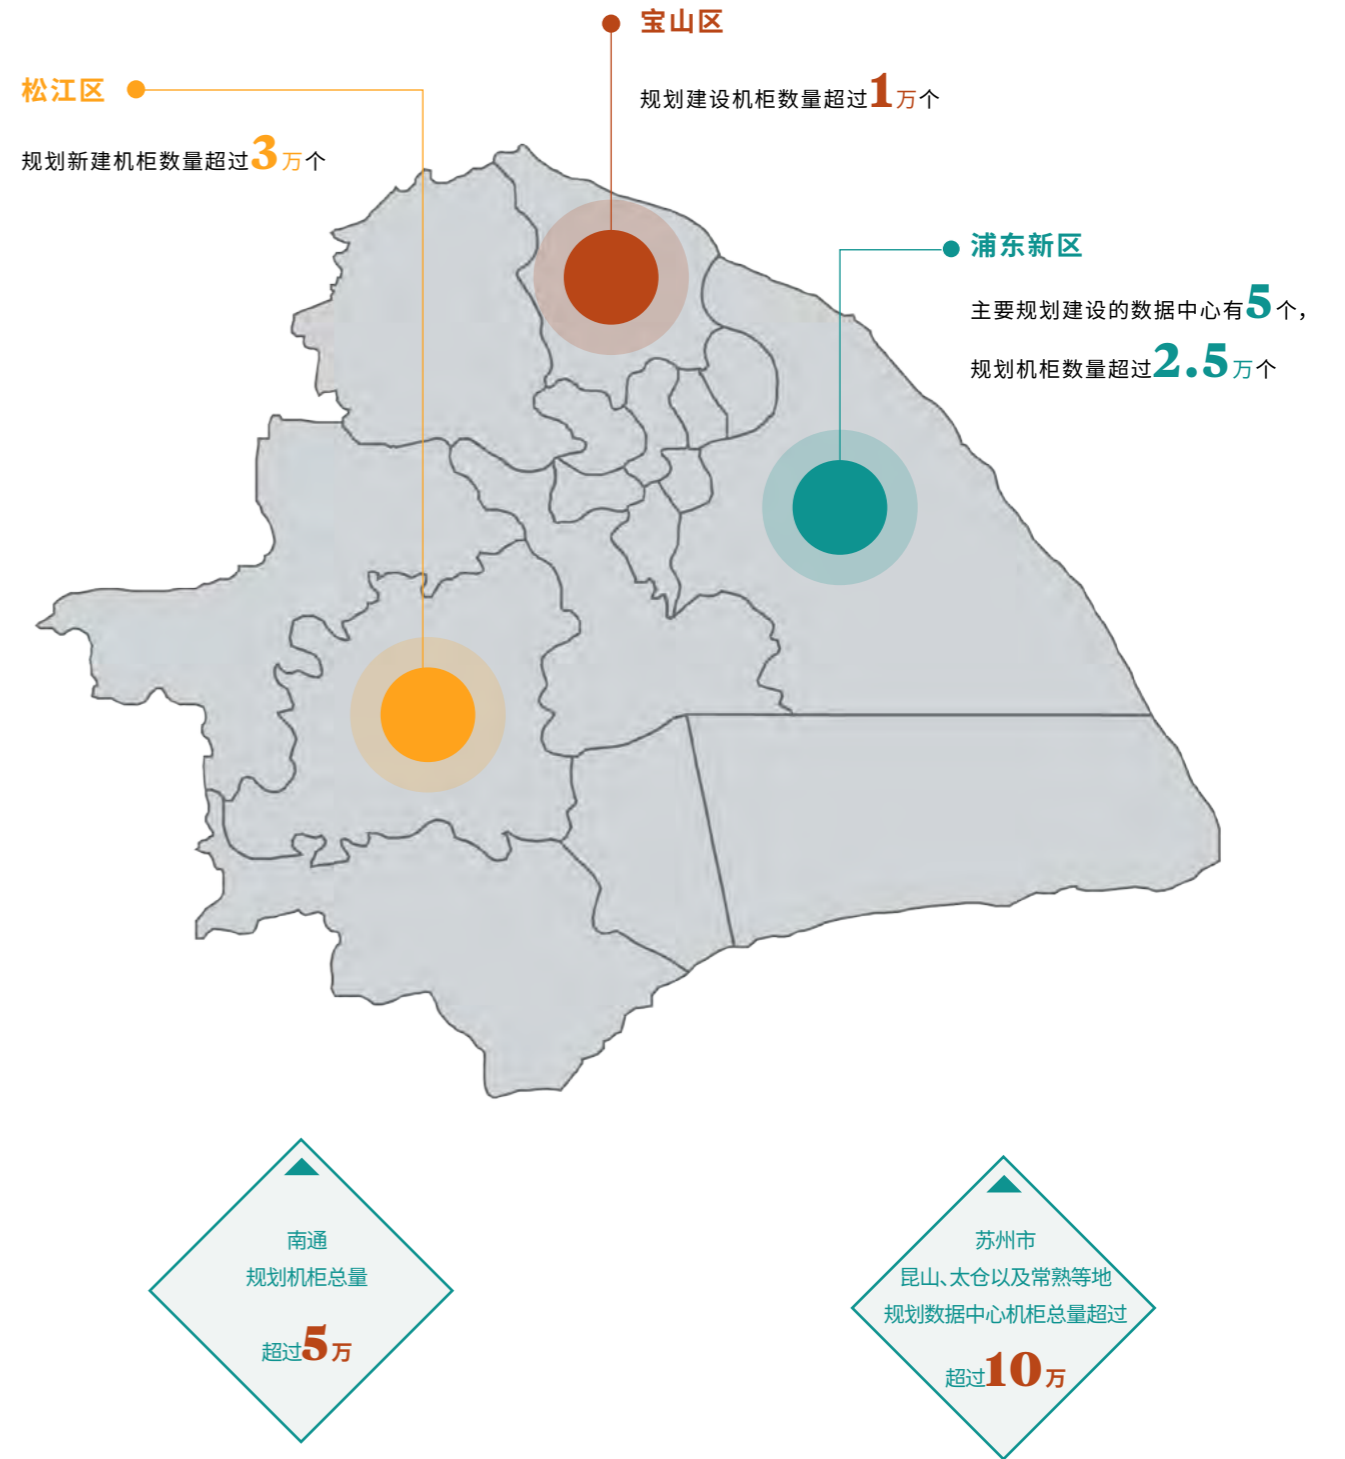 宝山区
规划建设机柜数量超过1万个
松江区
规划新建机柜数量超过3万个
浦东新区
主要规划建设的数据中心有5个，
规划机柜数量超过2.5万个
南通
规划机柜总量
超过5万
苏州市
昆山、太仓以及常熟等地
规划数据中心机柜总量超过
超过10万